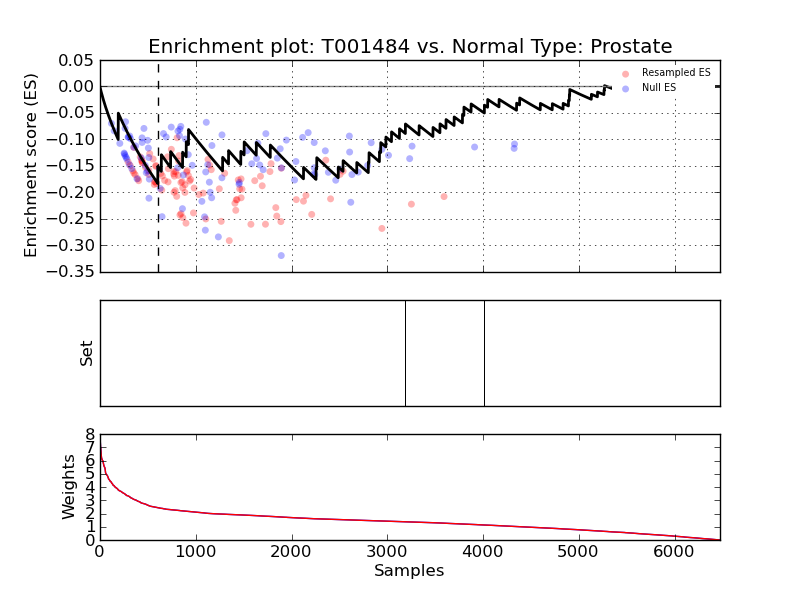 Enrichment plot: T001484 vs. Normal Type: Prostate
Enrichment score (ES)
0.05
0.00
−0.05
−0.10
−0.15
−0.20
−0.25
−0.30
−0.35
Resampled ES
Null ES
Set
Weights
8
7
6
5
4
3
2
1
0
0 1000 2000 3000 4000 5000 6000
Samples